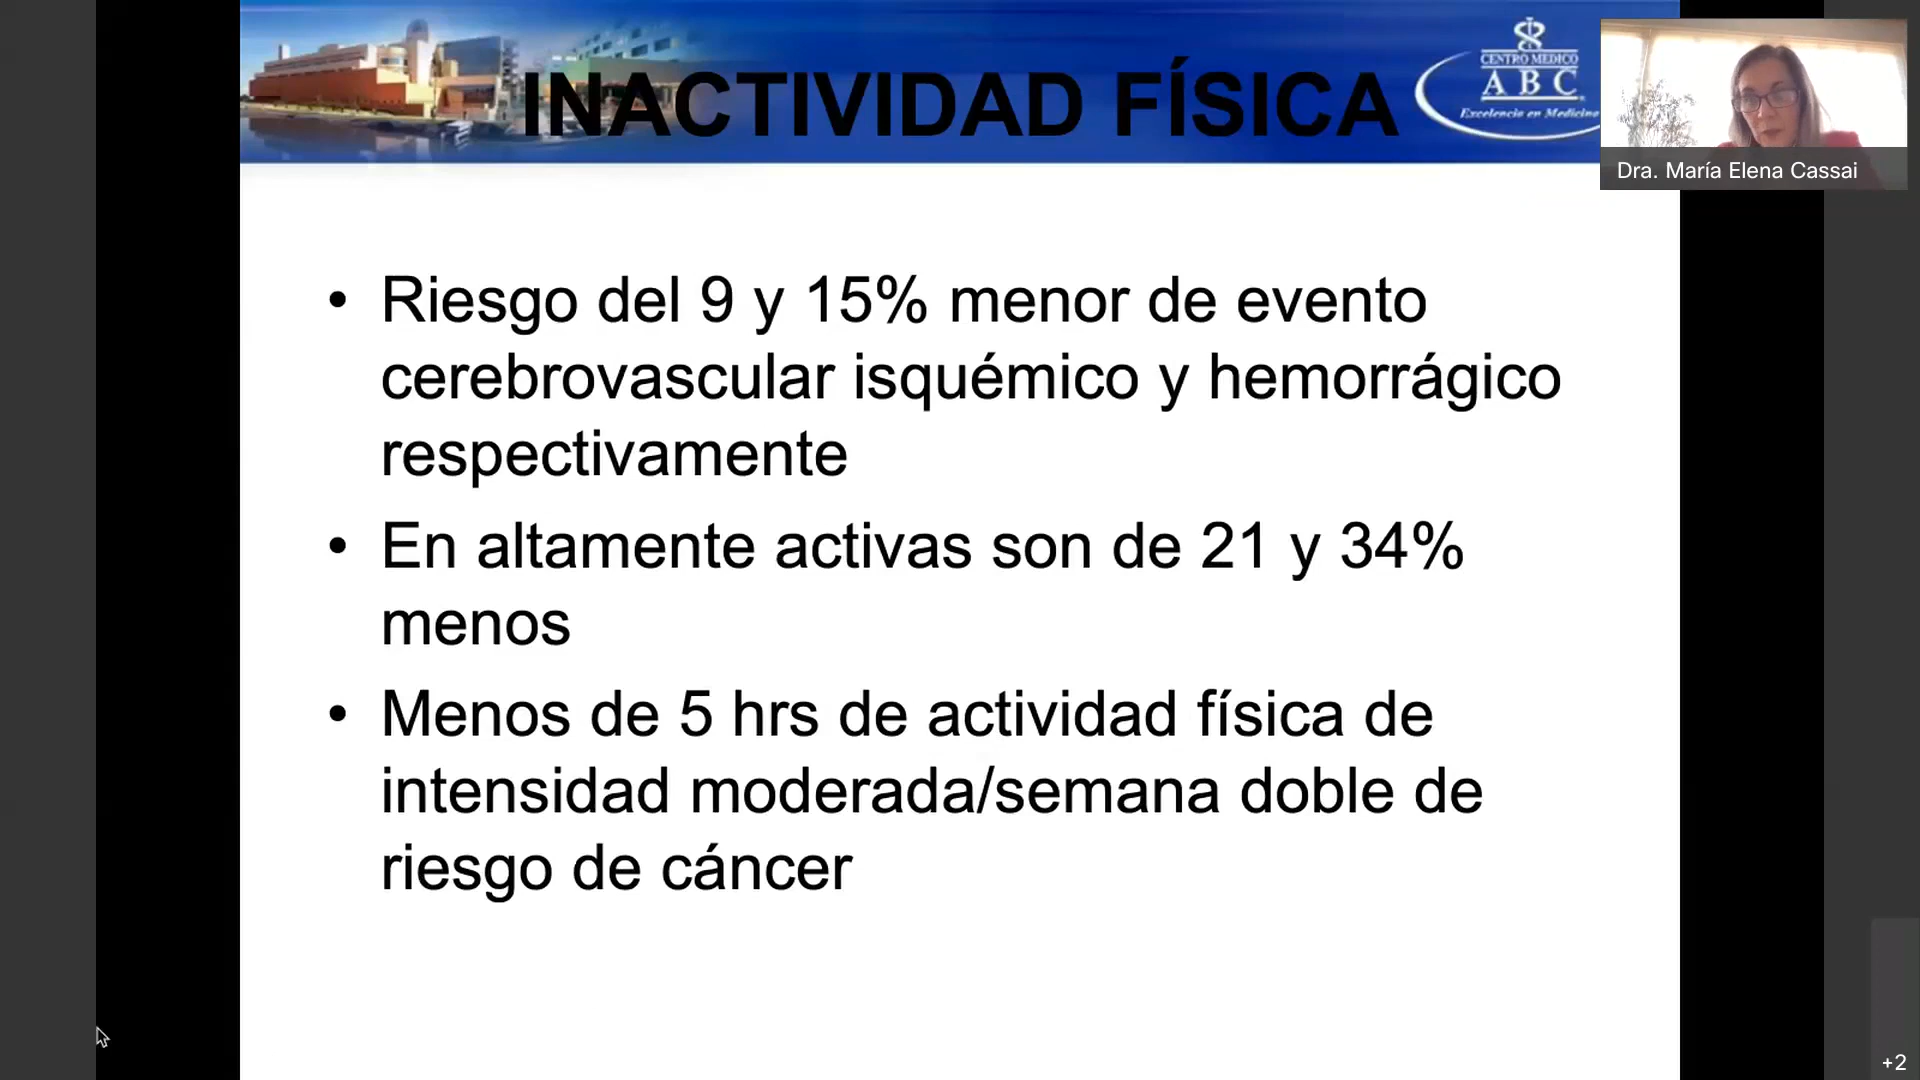 INACTIVIDAD FÍSICA
CENTRO MEDICO
ABC
Excelencia en Medicina
Dra. María Elena Cassai
• Riesgo del 9 y 15% menor de evento
cerebrovascular isquémico y hemorrágico
respectivamente
• En altamente activas son de 21 y 34%
menos
• Menos de 5 hrs de actividad física de
intensidad moderada/semana doble de
riesgo de cáncer
+2